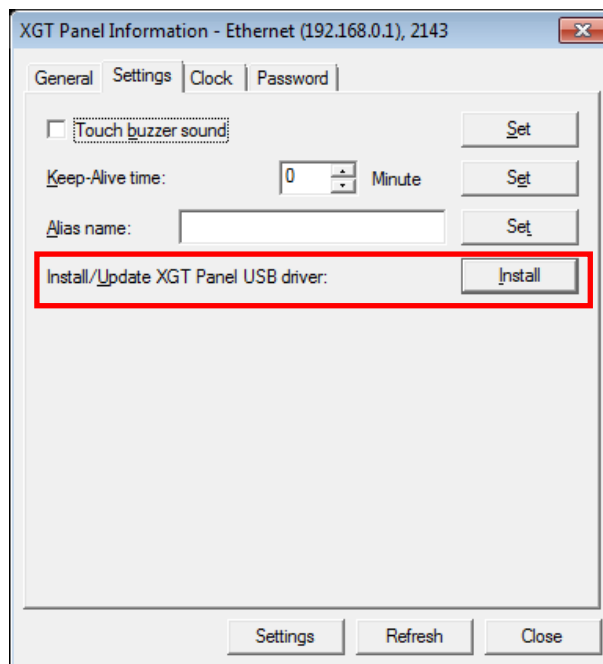 XGT Panel Information - Ethernet (192.168.0.1), 2143
General Settings Clock Password
Touch buzzer sound Set
Keep-Alive time: 0 Minute Set
Alias name: Set
Install/Update XGT Panel USB driver: Install
Settings Refresh Close